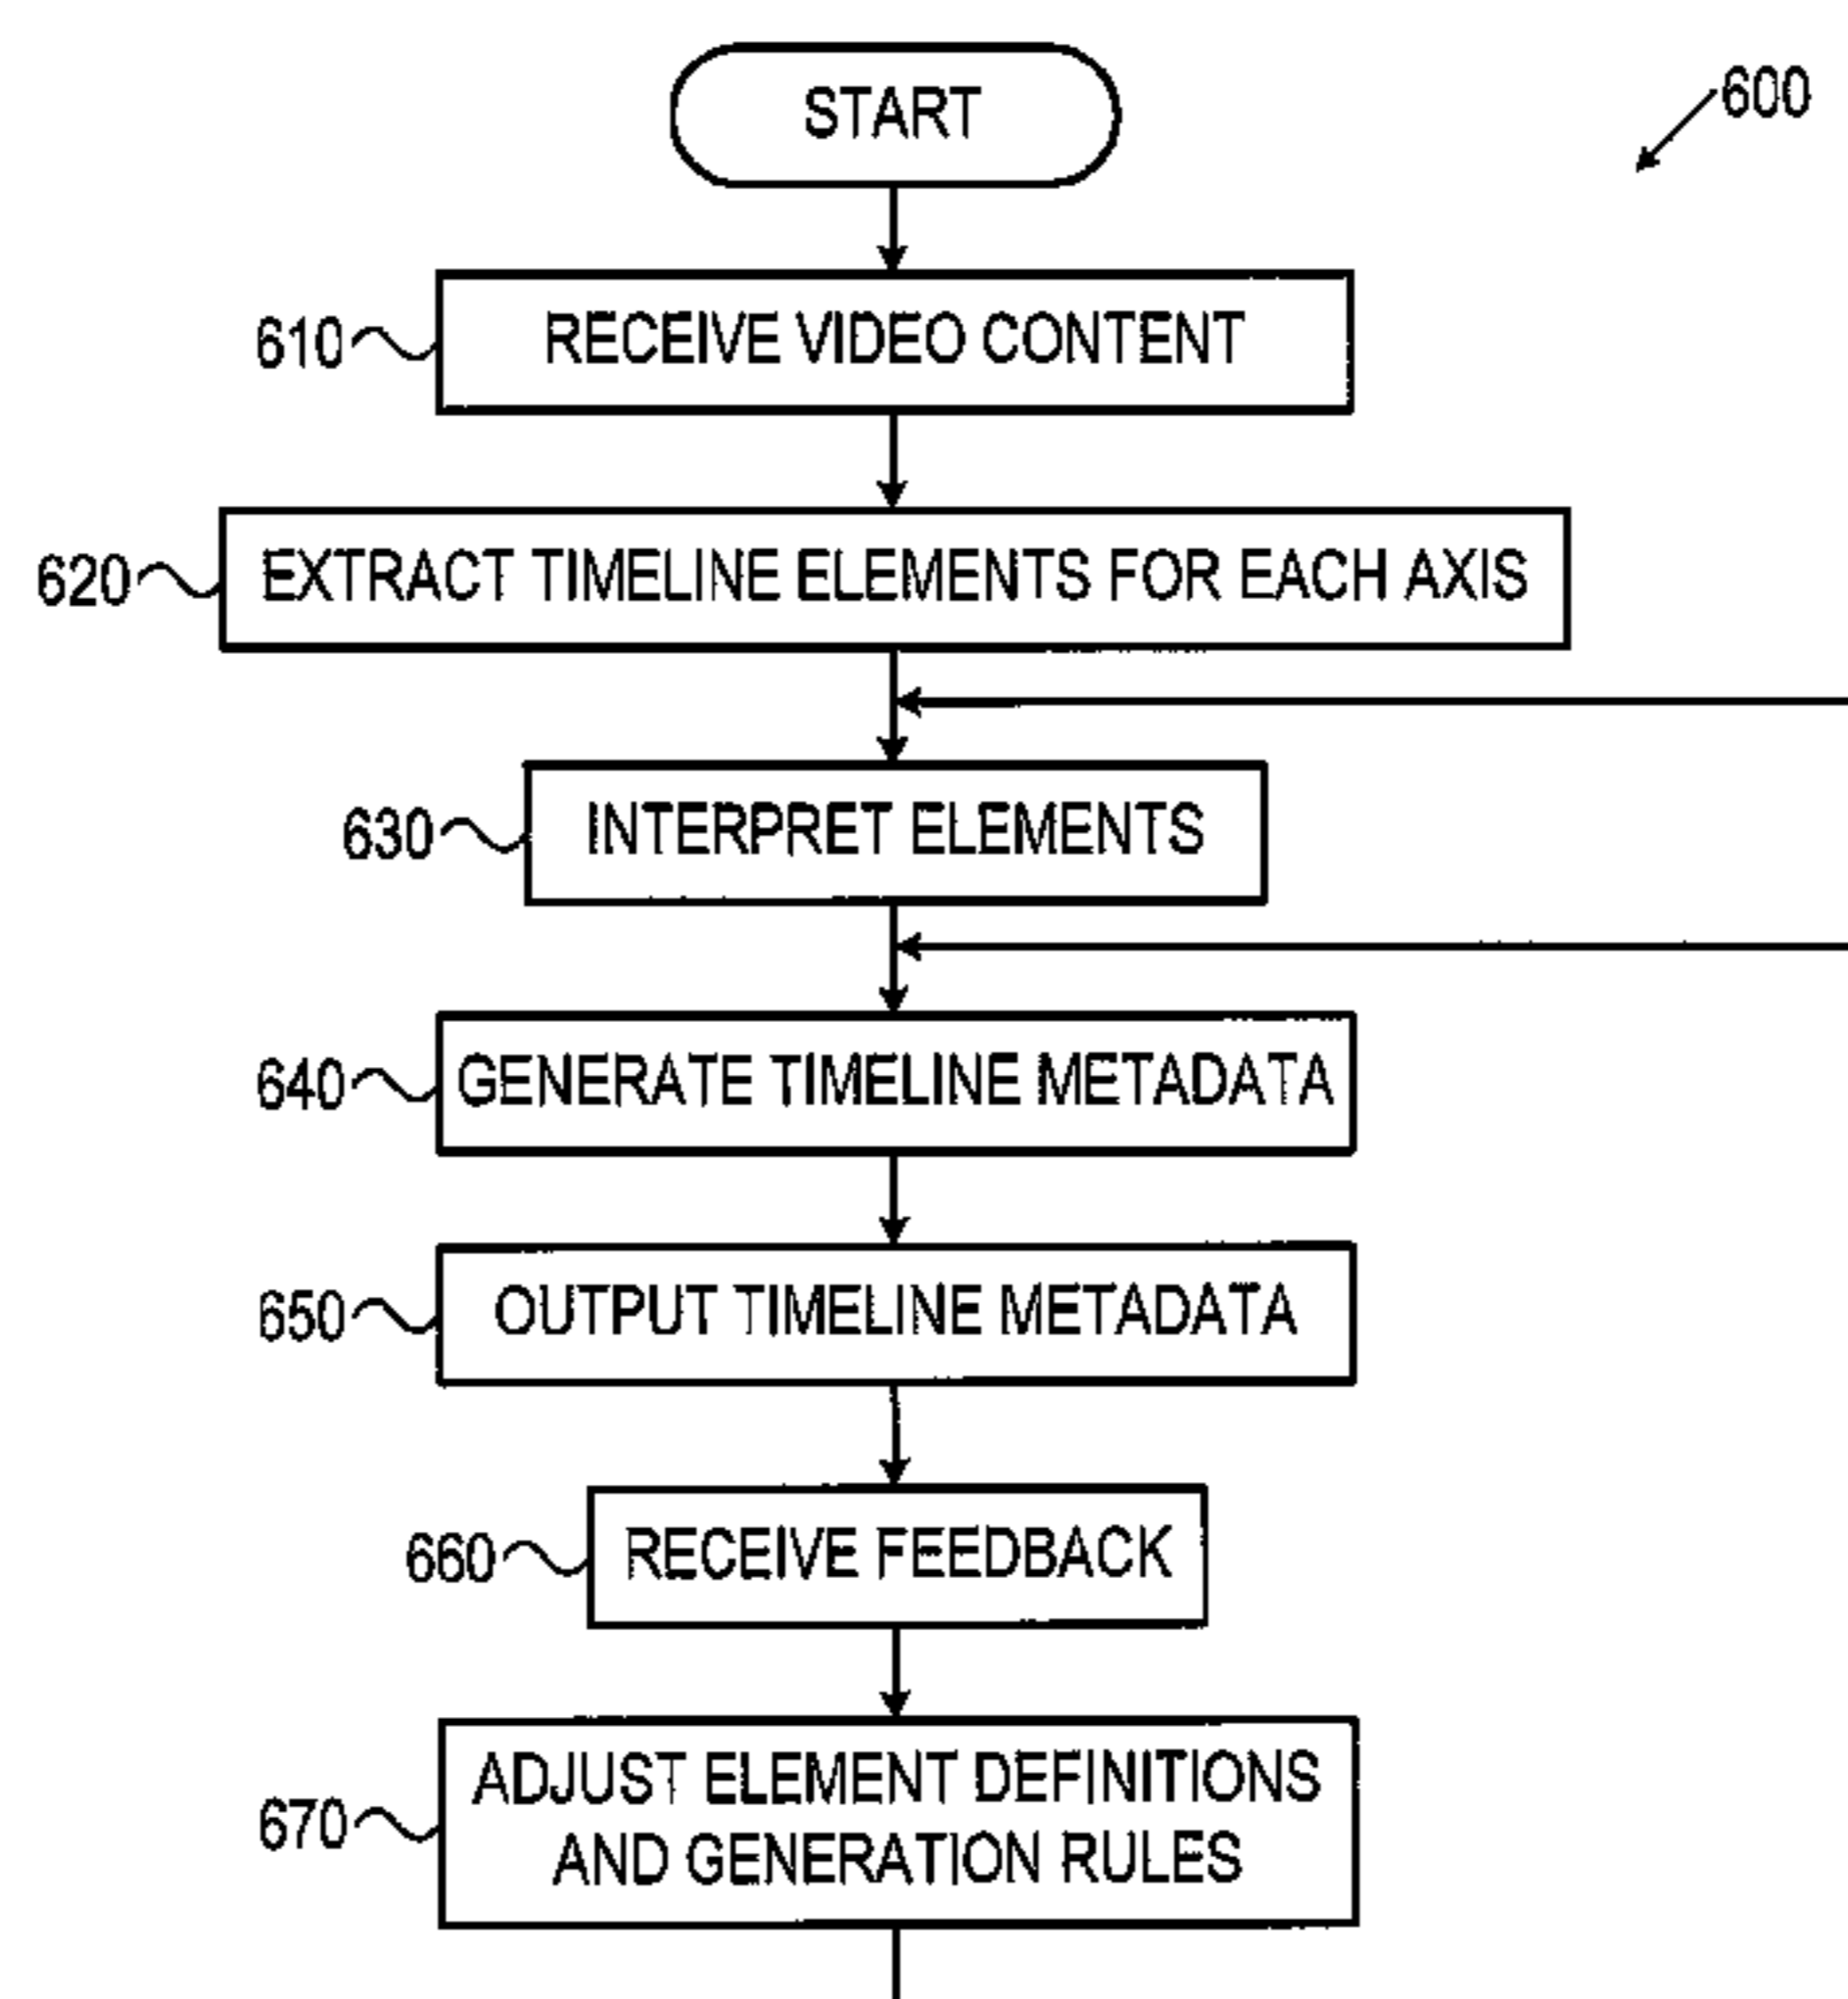 START
600
610
RECEIVE VIDEO CONTENT
620
EXTRACT TIMELINE ELEMENTS FOR EACH AXIS
630
INTERPRET ELEMENTS
640
GENERATE TIMELINE METADATA
650
OUTPUT TIMELINE METADATA
660
RECEIVE FEEDBACK
670
ADJUST ELEMENT DEFINITIONS
AND GENERATION RULES